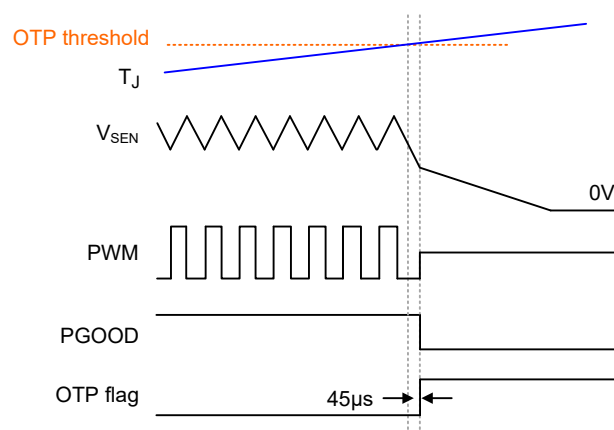 OTP threshold
TJ
VSEN
0V
PWM
PGOOD
OTP flag
45µs